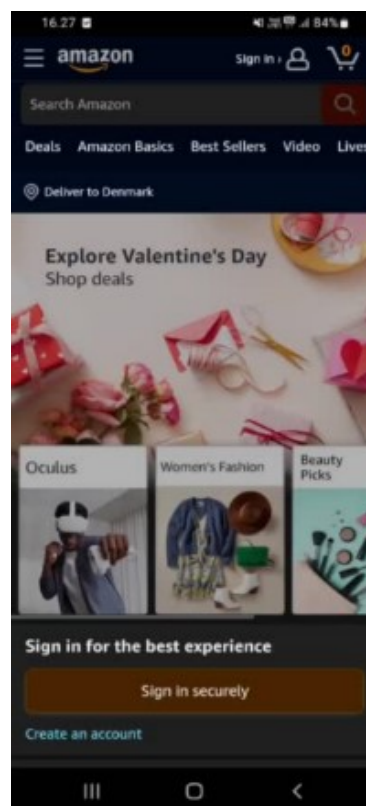 16.27
84%
amazon
Sign in ›
0
Search Amazon
Deals Amazon Basics Best Sellers Video Lives
Deliver to Denmark
Explore Valentine's Day
Shop deals
Oculus
Women's Fashion
Beauty
Picks
Sign in for the best experience
Sign in securely
Create an account